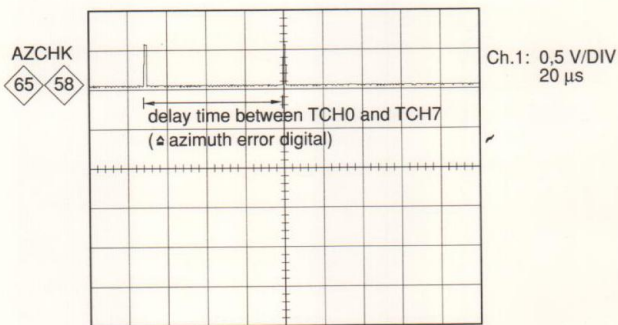 AZCHK
65 58
Ch.1: 0,5 V/DIV
20 µs
delay time between TCH0 and TCH7
(≙ azimuth error digital)